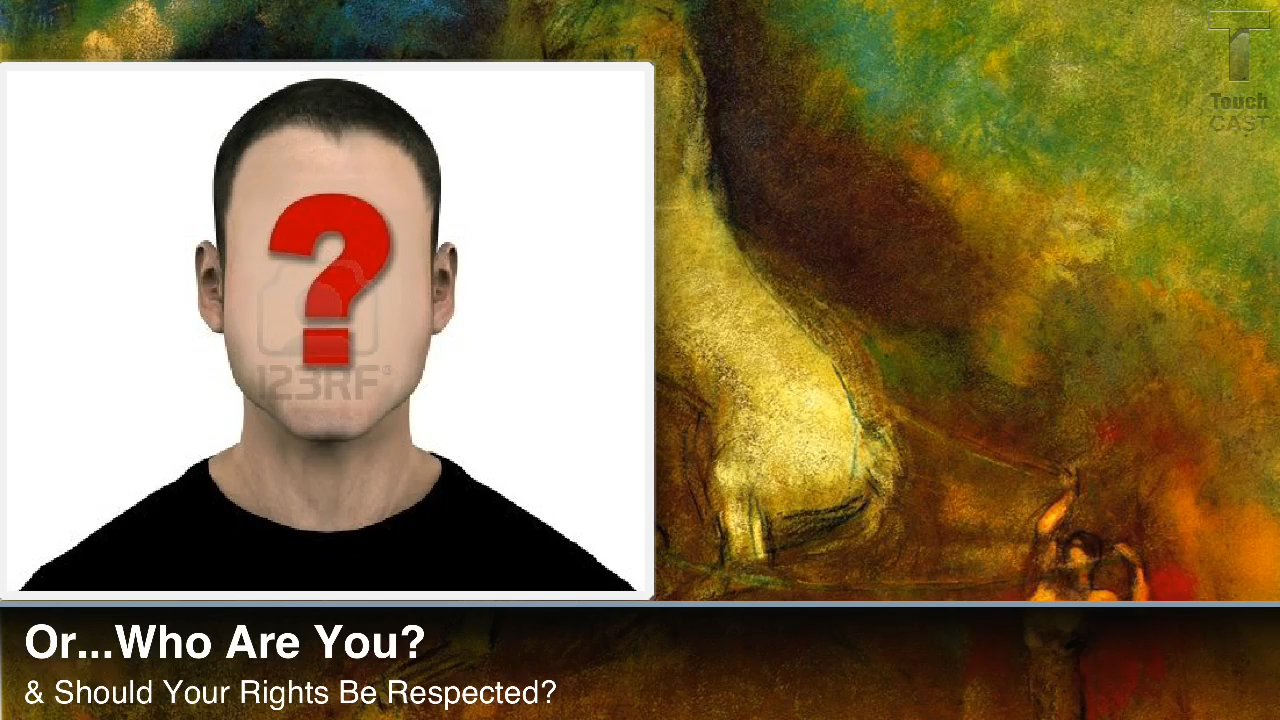 T
Touch
CAST
?
123RF®
Or...Who Are You?
& Should Your Rights Be Respected?